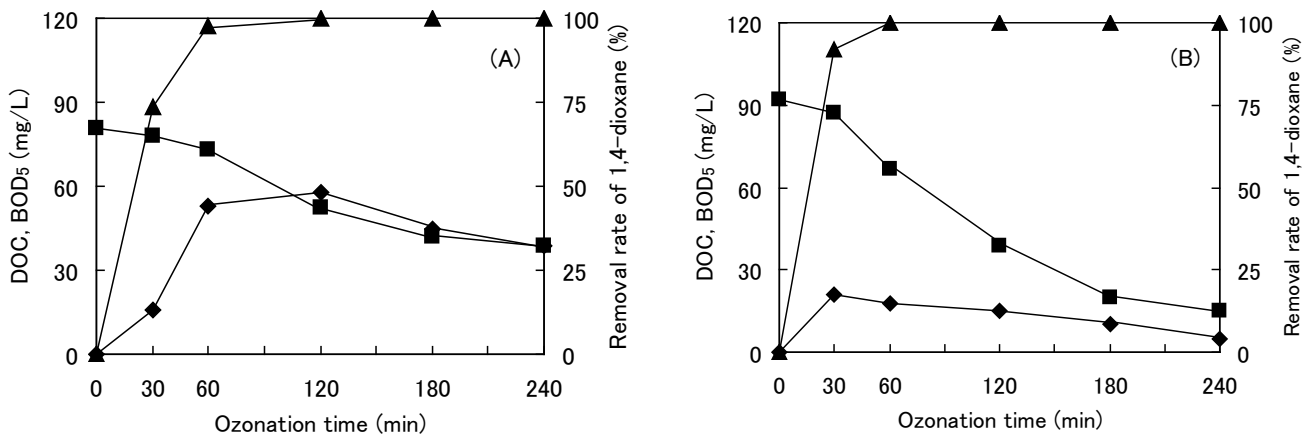 (A)
DOC, BOD₅ (mg/L)
120
90
60
30
0
0 30 60 120 180 240
Ozonation time (min)
100
75
50
25
0
Removal rate of 1,4-dioxane (%)
(B)
DOC, BOD₅ (mg/L)
120
90
60
30
0
0 30 60 120 180 240
Ozonation time (min)
100
75
50
25
0
Removal rate of 1,4-dioxane (%)